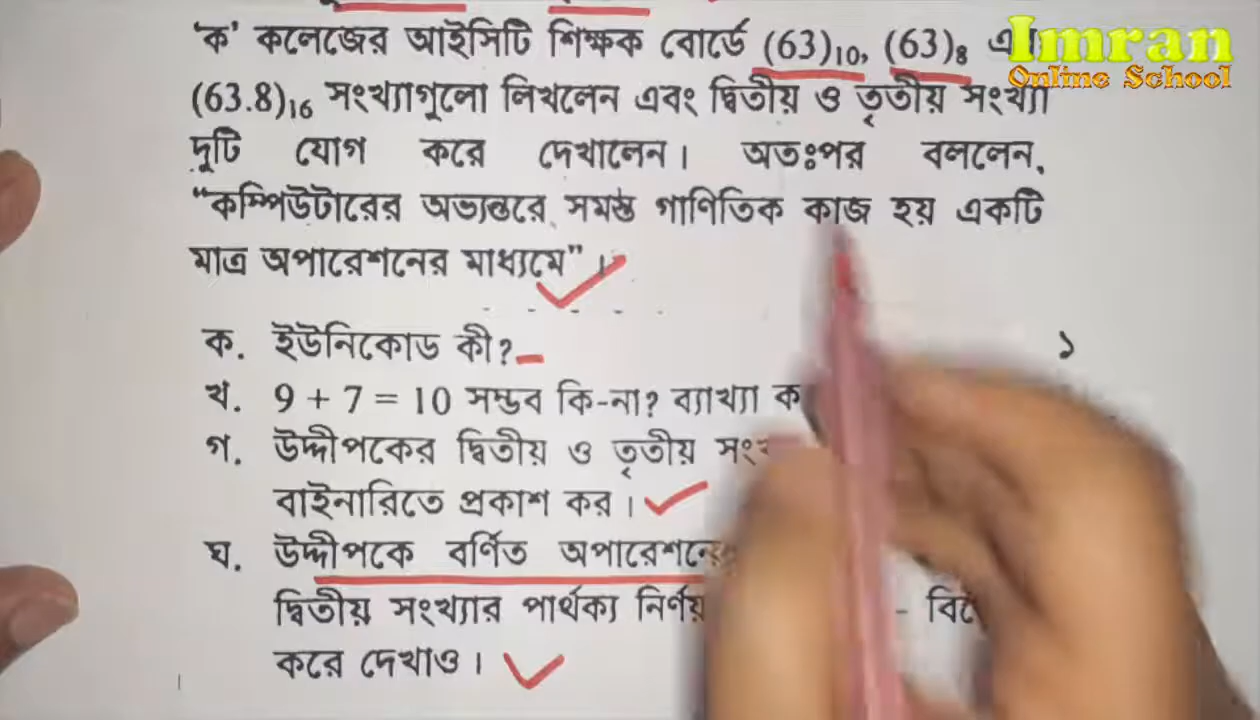 'ক' কলেজের আইসিটি শিক্ষক বোর্ডে (63)₁₀, (63)₈
Imran
Online School
(63.8)₁₆ সংখ্যাগুলো লিখলেন এবং দ্বিতীয় ও তৃতীয় সংখ্যা
দুটি যোগ করে দেখালেন। অতঃপর বললেন,
"কম্পিউটারের অভ্যন্তরে সমস্ত গাণিতিক কাজ হয় একটি
মাত্র অপারেশনের মাধ্যমে"।
ক. ইউনিকোড কী? ১
খ. 9 + 7 = 10 সম্ভব কি-না? ব্যাখ্যা
গ. উদ্দীপকের দ্বিতীয় ও তৃতীয়
বাইনারিতে প্রকাশ কর।
ঘ. উদ্দীপকে বর্ণিত
দ্বিতীয় সংখ্যার পার্থক্য নির্ণয় -
করে দেখাও।